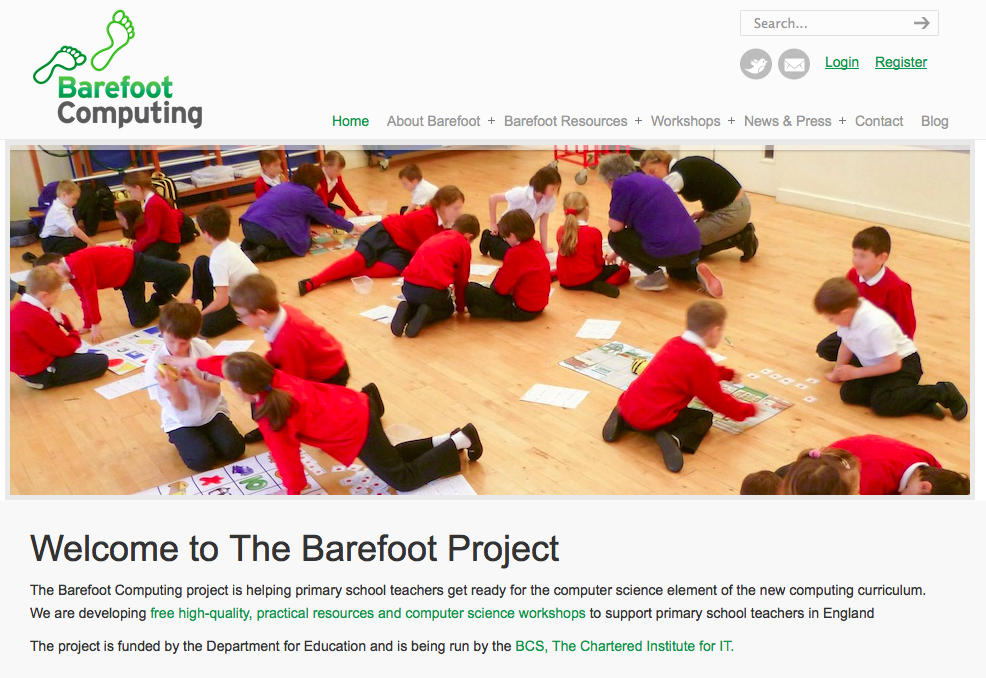 Barefoot
Computing
Search...
Login Register
Home About Barefoot + Barefoot Resources + Workshops + News & Press + Contact Blog
Welcome to The Barefoot Project
The Barefoot Computing project is helping primary school teachers get ready for the computer science element of the new computing curriculum.
We are developing free high-quality, practical resources and computer science workshops to support primary school teachers in England
The project is funded by the Department for Education and is being run by the BCS, The Chartered Institute for IT.